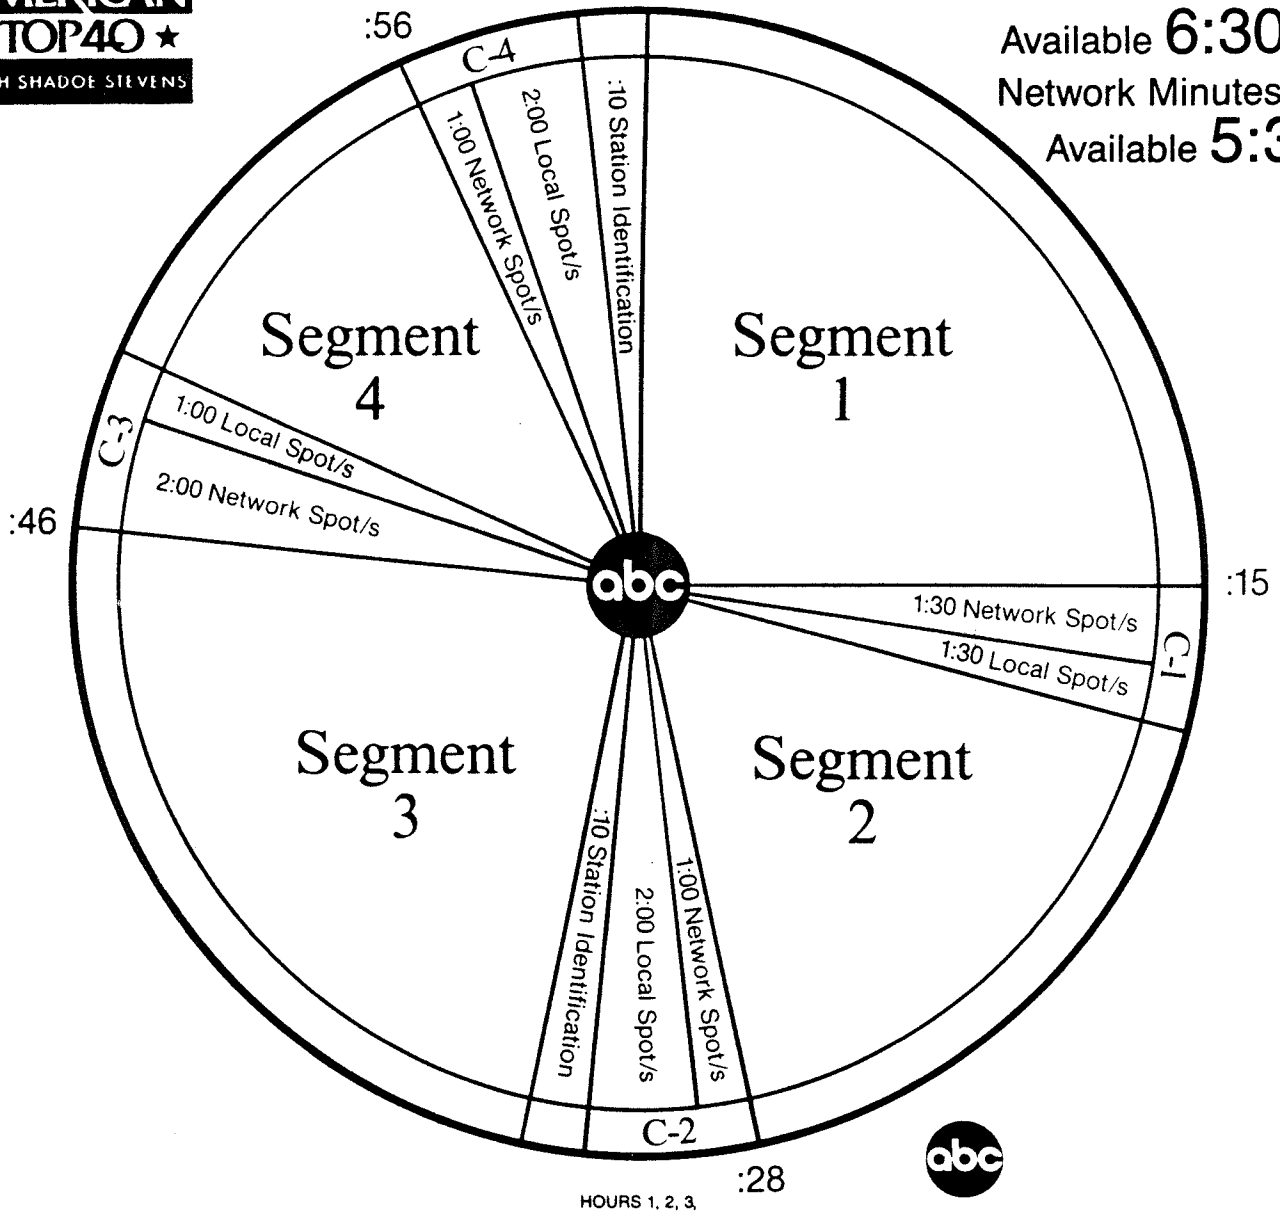 TOP40 ★
SHADOE STEVENS
Available 6:30
Network Minutes
Available
:56
C-4
1:00 Network Spot/s
2:00 Local Spot/s
:10 Station Identification
Segment
1
Segment
4
C-3
1:00 Local Spot/s
2:00 Network Spot/s
:46
abc
:15
1:30 Network Spot/s
1:30 Local Spot/s
C-1
Segment
2
Segment
3
:10 Station Identification
2:00 Local Spot/s
1:00 Network Spot/s
C-2
:28
abc
HOURS 1, 2, 3,